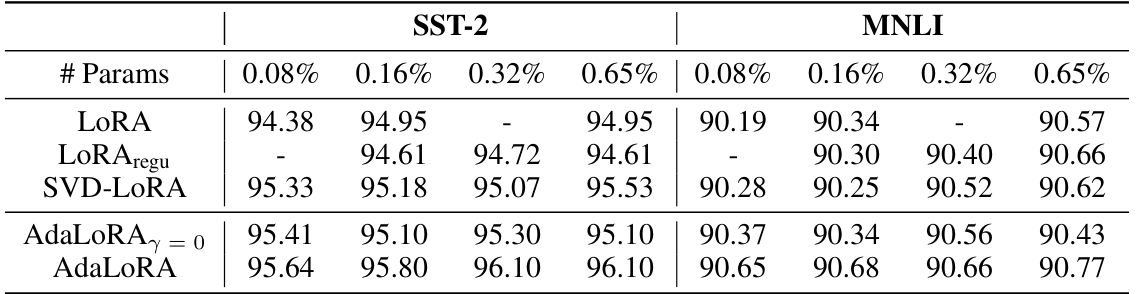 SST-2 MNLI
# Params 0.08% 0.16% 0.32% 0.65% 0.08% 0.16% 0.32% 0.65%
LoRA 94.38 94.95 - 94.95 90.19 90.34 - 90.57
LoRAregu - 94.61 94.72 94.61 - 90.30 90.40 90.66
SVD-LoRA 95.33 95.18 95.07 95.53 90.28 90.25 90.52 90.62
AdaLoRAγ = 0 95.41 95.10 95.30 95.10 90.37 90.34 90.56 90.43
AdaLoRA 95.64 95.80 96.10 96.10 90.65 90.68 90.66 90.77